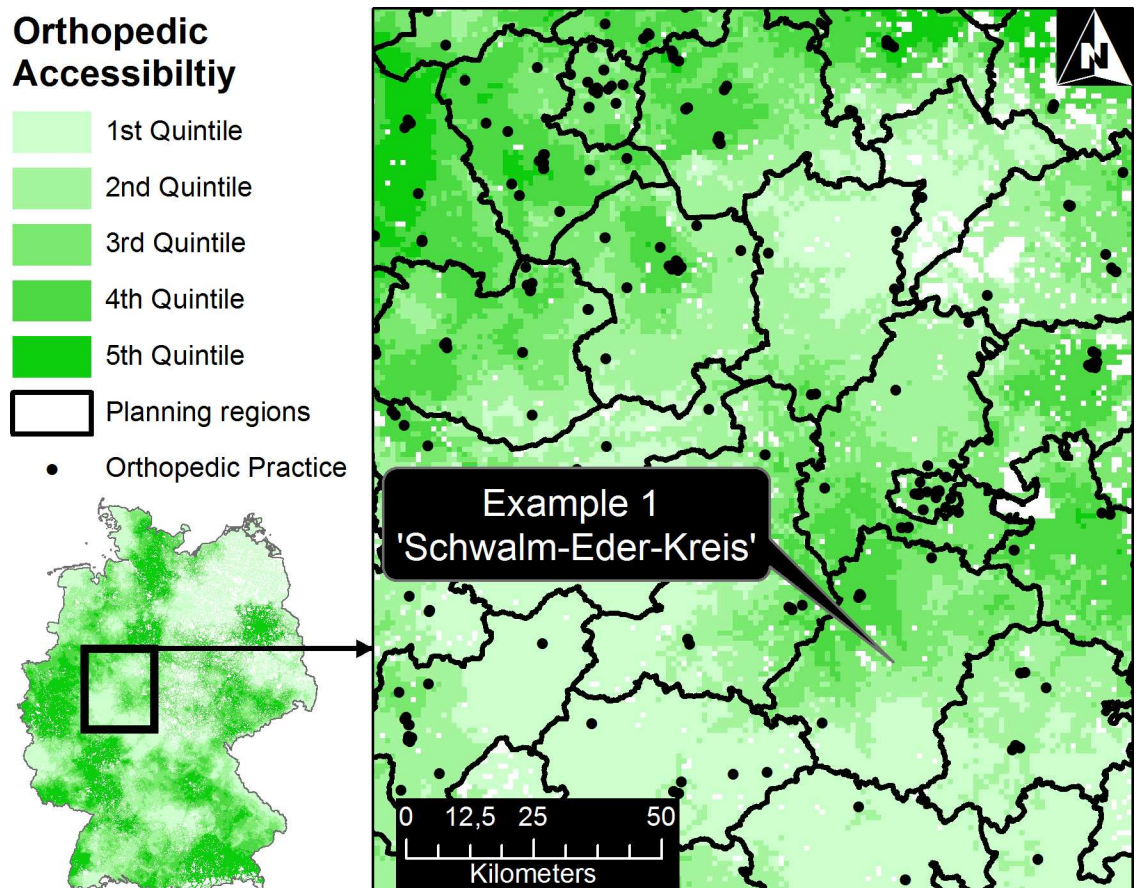 Orthopedic
Accessibiltiy
1st Quintile
2nd Quintile
3rd Quintile
4th Quintile
5th Quintile
Planning regions
Orthopedic Practice
N
Example 1
'Schwalm-Eder-Kreis'
0 12,5 25 50
Kilometers